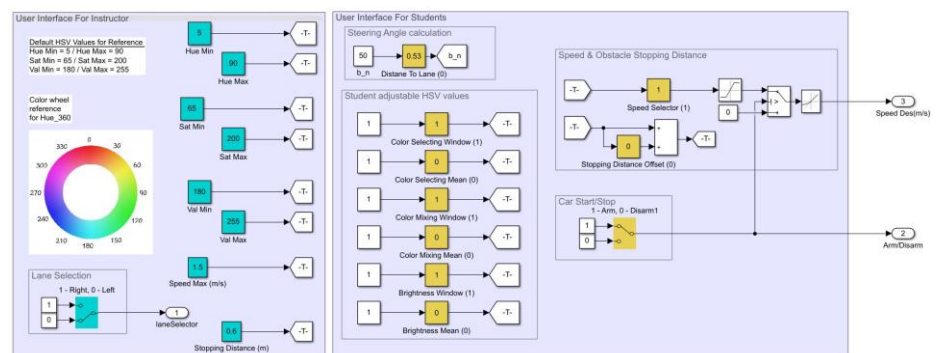 User Interface For Instructor
Default HSV Values for Reference
Hue Min = 5 / Hue Max = 90
Sat Min = 65 / Sat Max = 200
Val Min = 180 / Val Max = 255
Color wheel
reference
for Hue_360
0
30
60
90
120
150
180
210
240
270
300
330
5
-T-
Hue Min
90
-T-
Hue Max
65
-T-
Sat Min
200
-T-
Sat Max
180
-T-
Val Min
255
-T-
Val Max
1.5
-T-
Speed Max (m/s)
0.6
-T-
Stopping Distance (m)
Lane Selection
1 - Right, 0 - Left
1
0
1
laneSelector
User Interface For Students
Steering Angle calculation
50
0.53
b_n
b_n
Distane To Lane (0)
Student adjustable HSV values
1
1
-T-
Color Selecting Window (1)
1
0
-T-
Color Selecting Mean (0)
1
1
-T-
Color Mixing Window (1)
1
0
-T-
Color Mixing Mean (0)
1
1
-T-
Brightness Window (1)
1
0
-T-
Brightness Mean (0)
Speed & Obstacle Stopping Distance
-T-
1
Speed Selector (1)
0
-T-
0
+
+
-T-
Stopping Distance Offset (0)
3
Speed Des(m/s)
Car Start/Stop
1 - Arm, 0 - Disarm1
1
0
2
Arm/Disarm